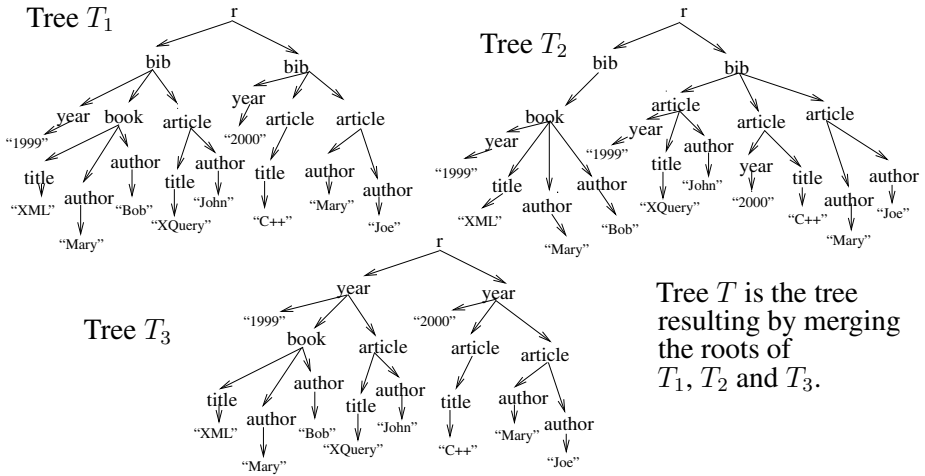 Tree T1
r
bib bib
year book article year article article
"1999" "2000"
title author author title author title author author
"XML" "Mary" "Bob" "XQuery" "John" "C++" "Mary" "Joe"
Tree T2
r
bib bib
book article article article
year year year
"1999" "1999" "2000"
title author author title author title author author
"XML" "Mary" "Bob" "XQuery" "John" "C++" "Mary" "Joe"
Tree T3
r
year year
"1999" "2000"
book article article article
title author author title author title author author
"XML" "Mary" "Bob" "XQuery" "John" "C++" "Mary" "Joe"
Tree T is the tree
resulting by merging
the roots of
T1, T2 and T3.